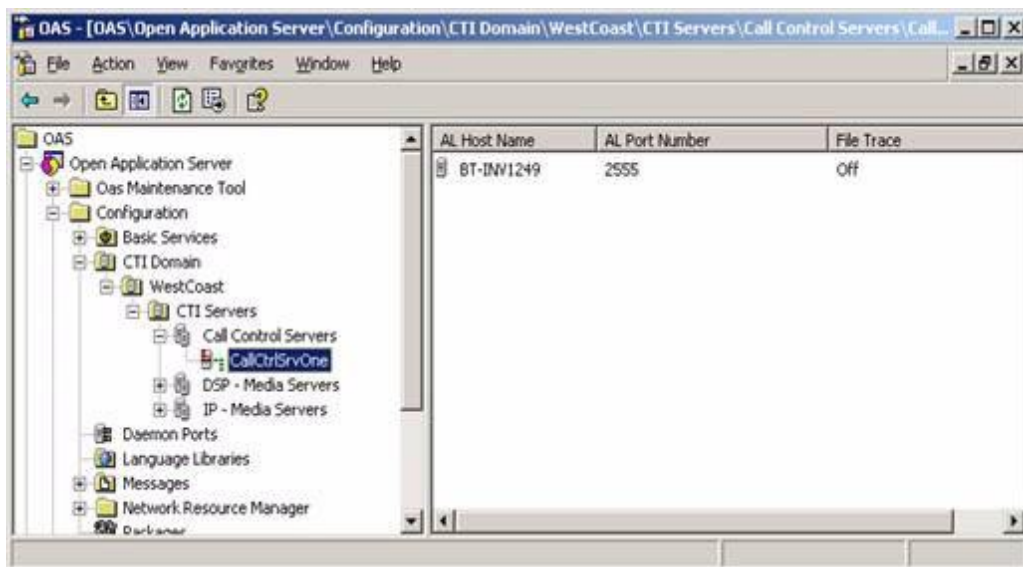 OAS - [OAS\Open Application Server\Configuration\CTI Domain\WestCoast\CTI Servers\Call Control Servers\Call...
File Action View Favorites Window Help
OAS
Open Application Server
Oas Maintenance Tool
Configuration
Basic Services
CTI Domain
WestCoast
CTI Servers
Call Control Servers
CallCtrlSrvOne
DSP - Media Servers
IP - Media Servers
Daemon Ports
Language Libraries
Messages
Network Resource Manager
Packages
AL Host Name AL Port Number File Trace
BT-INV1249 2555 Off